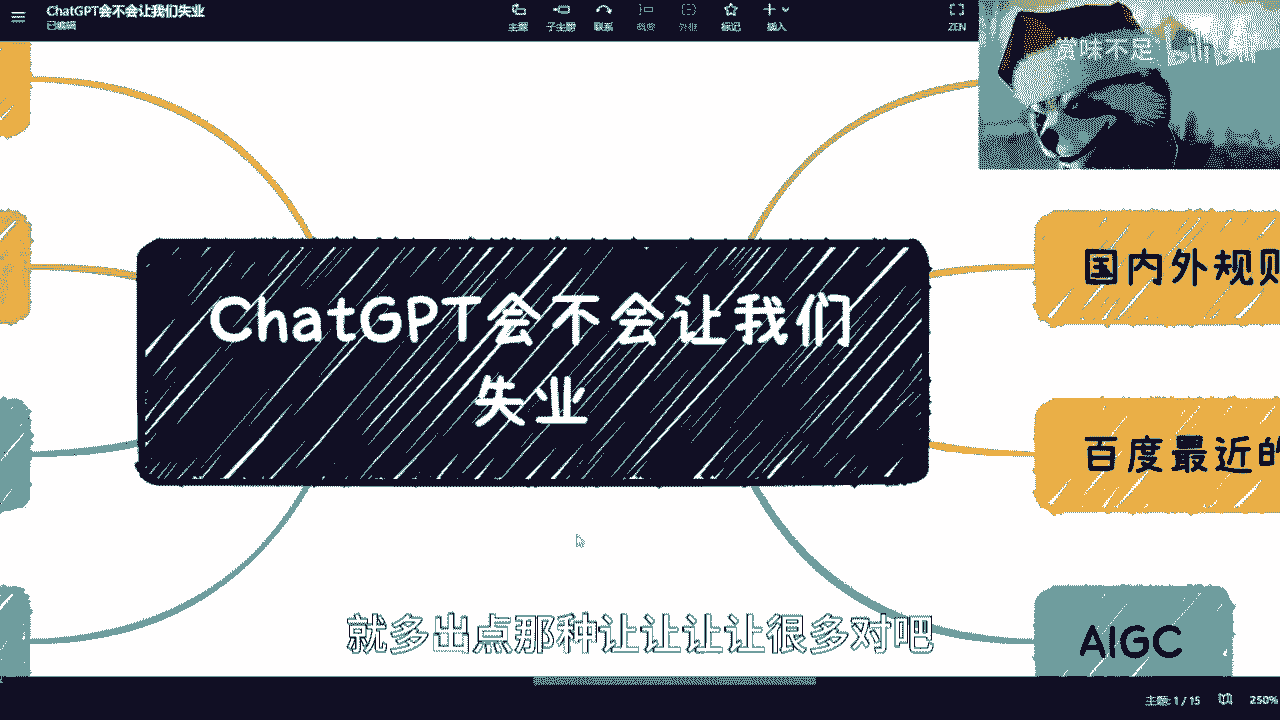 ChatGPT会不会让我们失业
已编辑
主题
子主题
联系
概要
外框
标记
插入
ZEN
赏味不足
bilibili
国内外规则
ChatGPT会不会让我们
失业
百度最近的
AIGC
就多出点那种让让让让很多对吧
主题: 1 / 15
250%